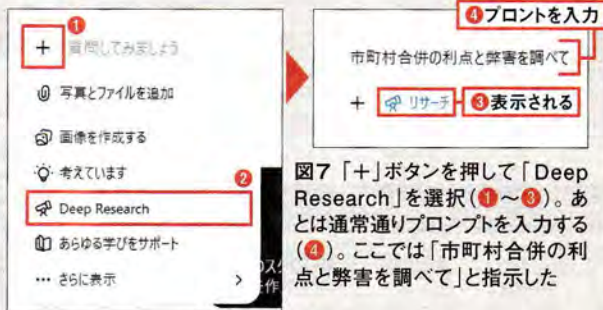 ❶
+ 質問してみましょう
写真とファイルを追加
画像を作成する
考えています
❷
Deep Research
あらゆる学びをサポート
… さらに表示 >
❹プロントを入力
市町村合併の利点と弊害を調べて
+ リサーチ
❸表示される
図7「+」ボタンを押して「Deep
Research」を選択(❶～❸)。あ
とは通常通りプロンプトを入力する
(❹)。ここでは「市町村合併の利
点と弊害を調べて」と指示した